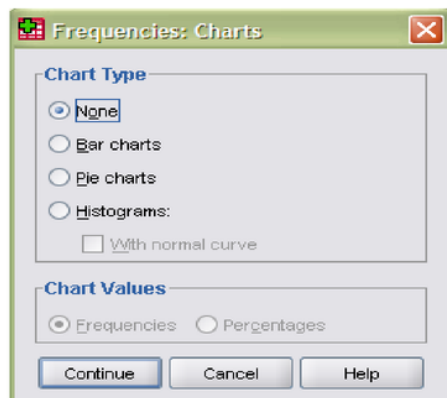 Frequencies: Charts
Chart Type
None
Bar charts
Pie charts
Histograms:
With normal curve
Chart Values
Frequencies Percentages
Continue Cancel Help